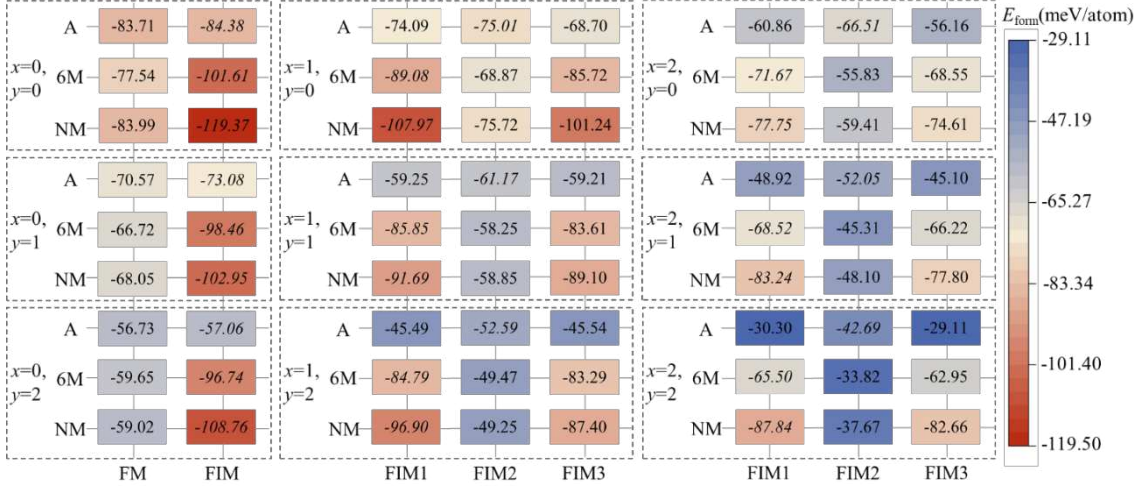 A -83.71 -84.38 A -74.09 -75.01 -68.70 A -60.86 -66.51 -56.16 E_form(meV/atom)
-29.11
x=0, y=0 6M -77.54 -101.61 x=1, y=0 6M -89.08 -68.87 -85.72 x=2, y=0 6M -71.67 -55.83 -68.55
-47.19
NM -83.99 -119.37 NM -107.97 -75.72 -101.24 NM -77.75 -59.41 -74.61
A -70.57 -73.08 A -59.25 -61.17 -59.21 A -48.92 -52.05 -45.10
-65.27
x=0, y=1 6M -66.72 -98.46 x=1, y=1 6M -85.85 -58.25 -83.61 x=2, y=1 6M -68.52 -45.31 -66.22
NM -68.05 -102.95 NM -91.69 -58.85 -89.10 NM -83.24 -48.10 -77.80
-83.34
A -56.73 -57.06 A -45.49 -52.59 -45.54 A -30.30 -42.69 -29.11
-101.40
x=0, y=2 6M -59.65 -96.74 x=1, y=2 6M -84.79 -49.47 -83.29 x=2, y=2 6M -65.50 -33.82 -62.95
NM -59.02 -108.76 NM -96.90 -49.25 -87.40 NM -87.84 -37.67 -82.66
-119.50
FM FIM FIM1 FIM2 FIM3 FIM1 FIM2 FIM3